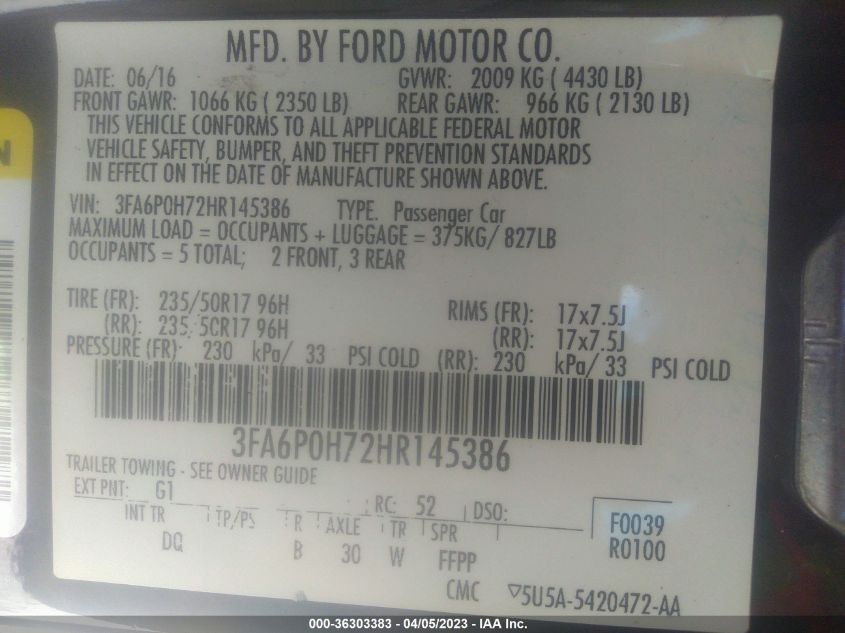 MFD. BY FORD MOTOR CO.
DATE: 06/16 GVWR: 2009 KG ( 4430 LB)
FRONT GAWR: 1066 KG ( 2350 LB) REAR GAWR: 966 KG ( 2130 LB)
THIS VEHICLE CONFORMS TO ALL APPLICABLE FEDERAL MOTOR
VEHICLE SAFETY, BUMPER, AND THEFT PREVENTION STANDARDS
IN EFFECT ON THE DATE OF MANUFACTURE SHOWN ABOVE.
VIN: 3FA6P0H72HR145386 TYPE. Passenger Car
MAXIMUM LOAD = OCCUPANTS + LUGGAGE = 375KG/ 827LB
OCCUPANTS = 5 TOTAL; 2 FRONT, 3 REAR
TIRE (FR): 235/50R17 96H RIMS (FR): 17x7.5J
(RR): 235/50R17 96H (RR): 17x7.5J
PRESSURE (FR): 230 kPa/ 33 PSI COLD (RR): 230 kPa/ 33 PSI COLD
3FA6P0H72HR145386
TRAILER TOWING - SEE OWNER GUIDE
EXT PNT: G1 RC: 52 DSO: F0039
INT TR TP/PS R AXLE TR SPR R0100
DQ B 30 W FFPP
CMC ▽5U5A-5420472-AA
N
000-36303383 - 04/05/2023 - IAA Inc.